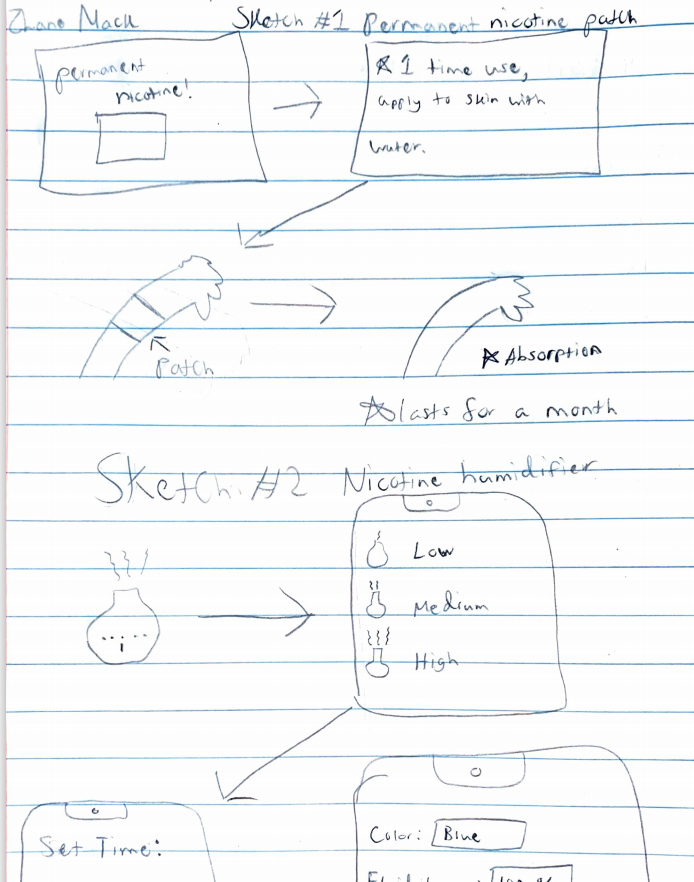 Zhane Mack
Sketch #1 Permanent nicotine patch
permanent
nicotine!
1 time use,
apply to skin with
water.
Patch
Absorption
lasts for a month
Sketch #2 Nicotine humidifier
Low
Medium
High
Set Time:
Color: Blue